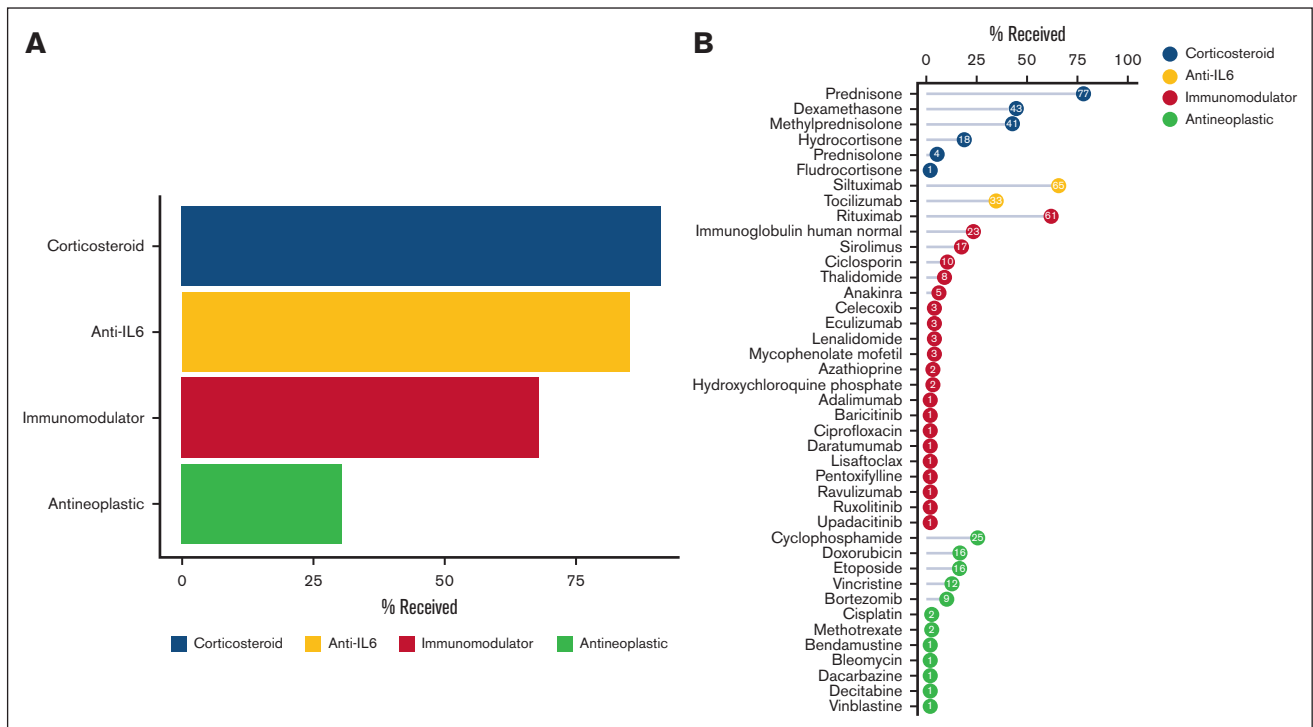 A
Corticosteroid
Anti-IL6
Immunomodulator
Antineoplastic
0 25 50 75
% Received
Corticosteroid Anti-IL6 Immunomodulator Antineoplastic
B
% Received
0 25 50 75 100
Corticosteroid
Anti-IL6
Immunomodulator
Antineoplastic
Prednisone 77
Dexamethasone 43
Methylprednisolone 41
Hydrocortisone 18
Prednisolone 4
Fludrocortisone 1
Siltuximab 65
Tocilizumab 33
Rituximab 61
Immunoglobulin human normal 23
Sirolimus 17
Ciclosporin 10
Thalidomide 8
Anakinra 5
Celecoxib 3
Eculizumab 3
Lenalidomide 3
Mycophenolate mofetil 3
Azathioprine 2
Hydroxychloroquine phosphate 2
Adalimumab 1
Baricitinib 1
Ciprofloxacin 1
Daratumumab 1
Lisaftoclax 1
Pentoxifylline 1
Ravulizumab 1
Ruxolitinib 1
Upadacitinib 1
Cyclophosphamide 25
Doxorubicin 16
Etoposide 16
Vincristine 12
Bortezomib 9
Cisplatin 2
Methotrexate 2
Bendamustine 1
Bleomycin 1
Dacarbazine 1
Decitabine 1
Vinblastine 1